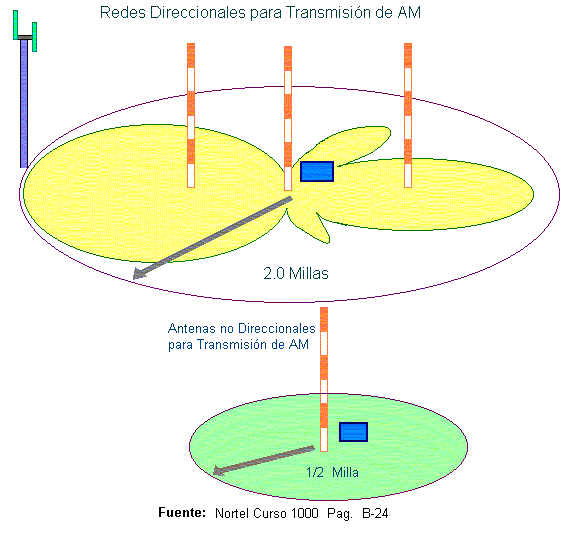 Redes Direccionales para Transmisión de AM
2.0 Millas
Antenas no Direccionales
para Transmisión de AM
1/2 Milla
Fuente: Nortel Curso 1000 Pag. B-24